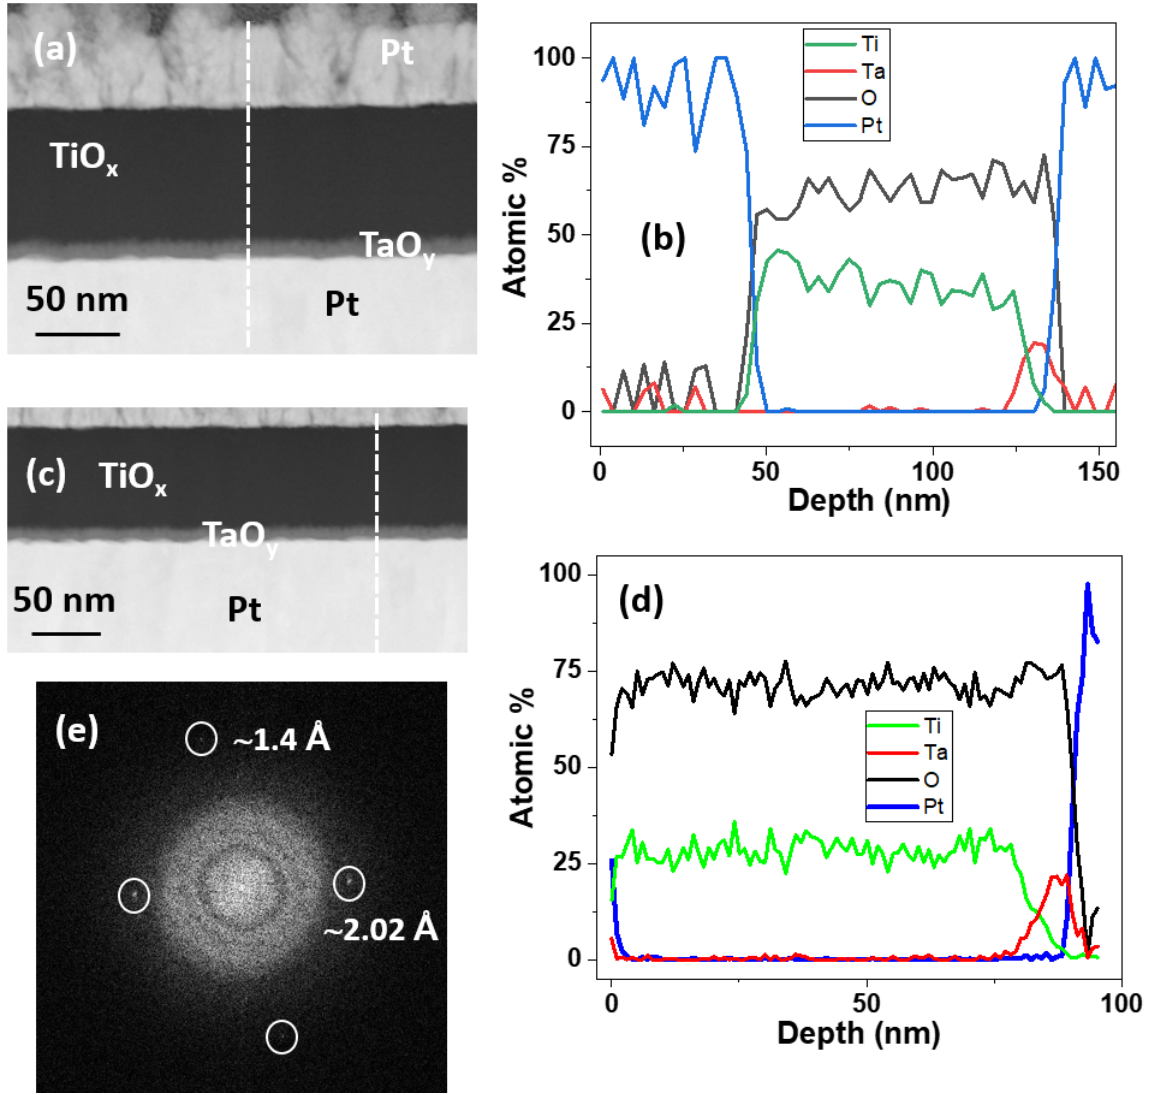 (a)
Pt
TiOₓ
TaOᵧ
50 nm
Pt
100
75
50
25
0
Atomic %
Ti
Ta
O
Pt
(b)
0
50
100
150
Depth (nm)
(c)
TiOₓ
TaOᵧ
50 nm
Pt
(d)
100
75
50
25
0
Atomic %
Ti
Ta
O
Pt
0
50
100
Depth (nm)
(e)
~1.4 Å
~2.02 Å